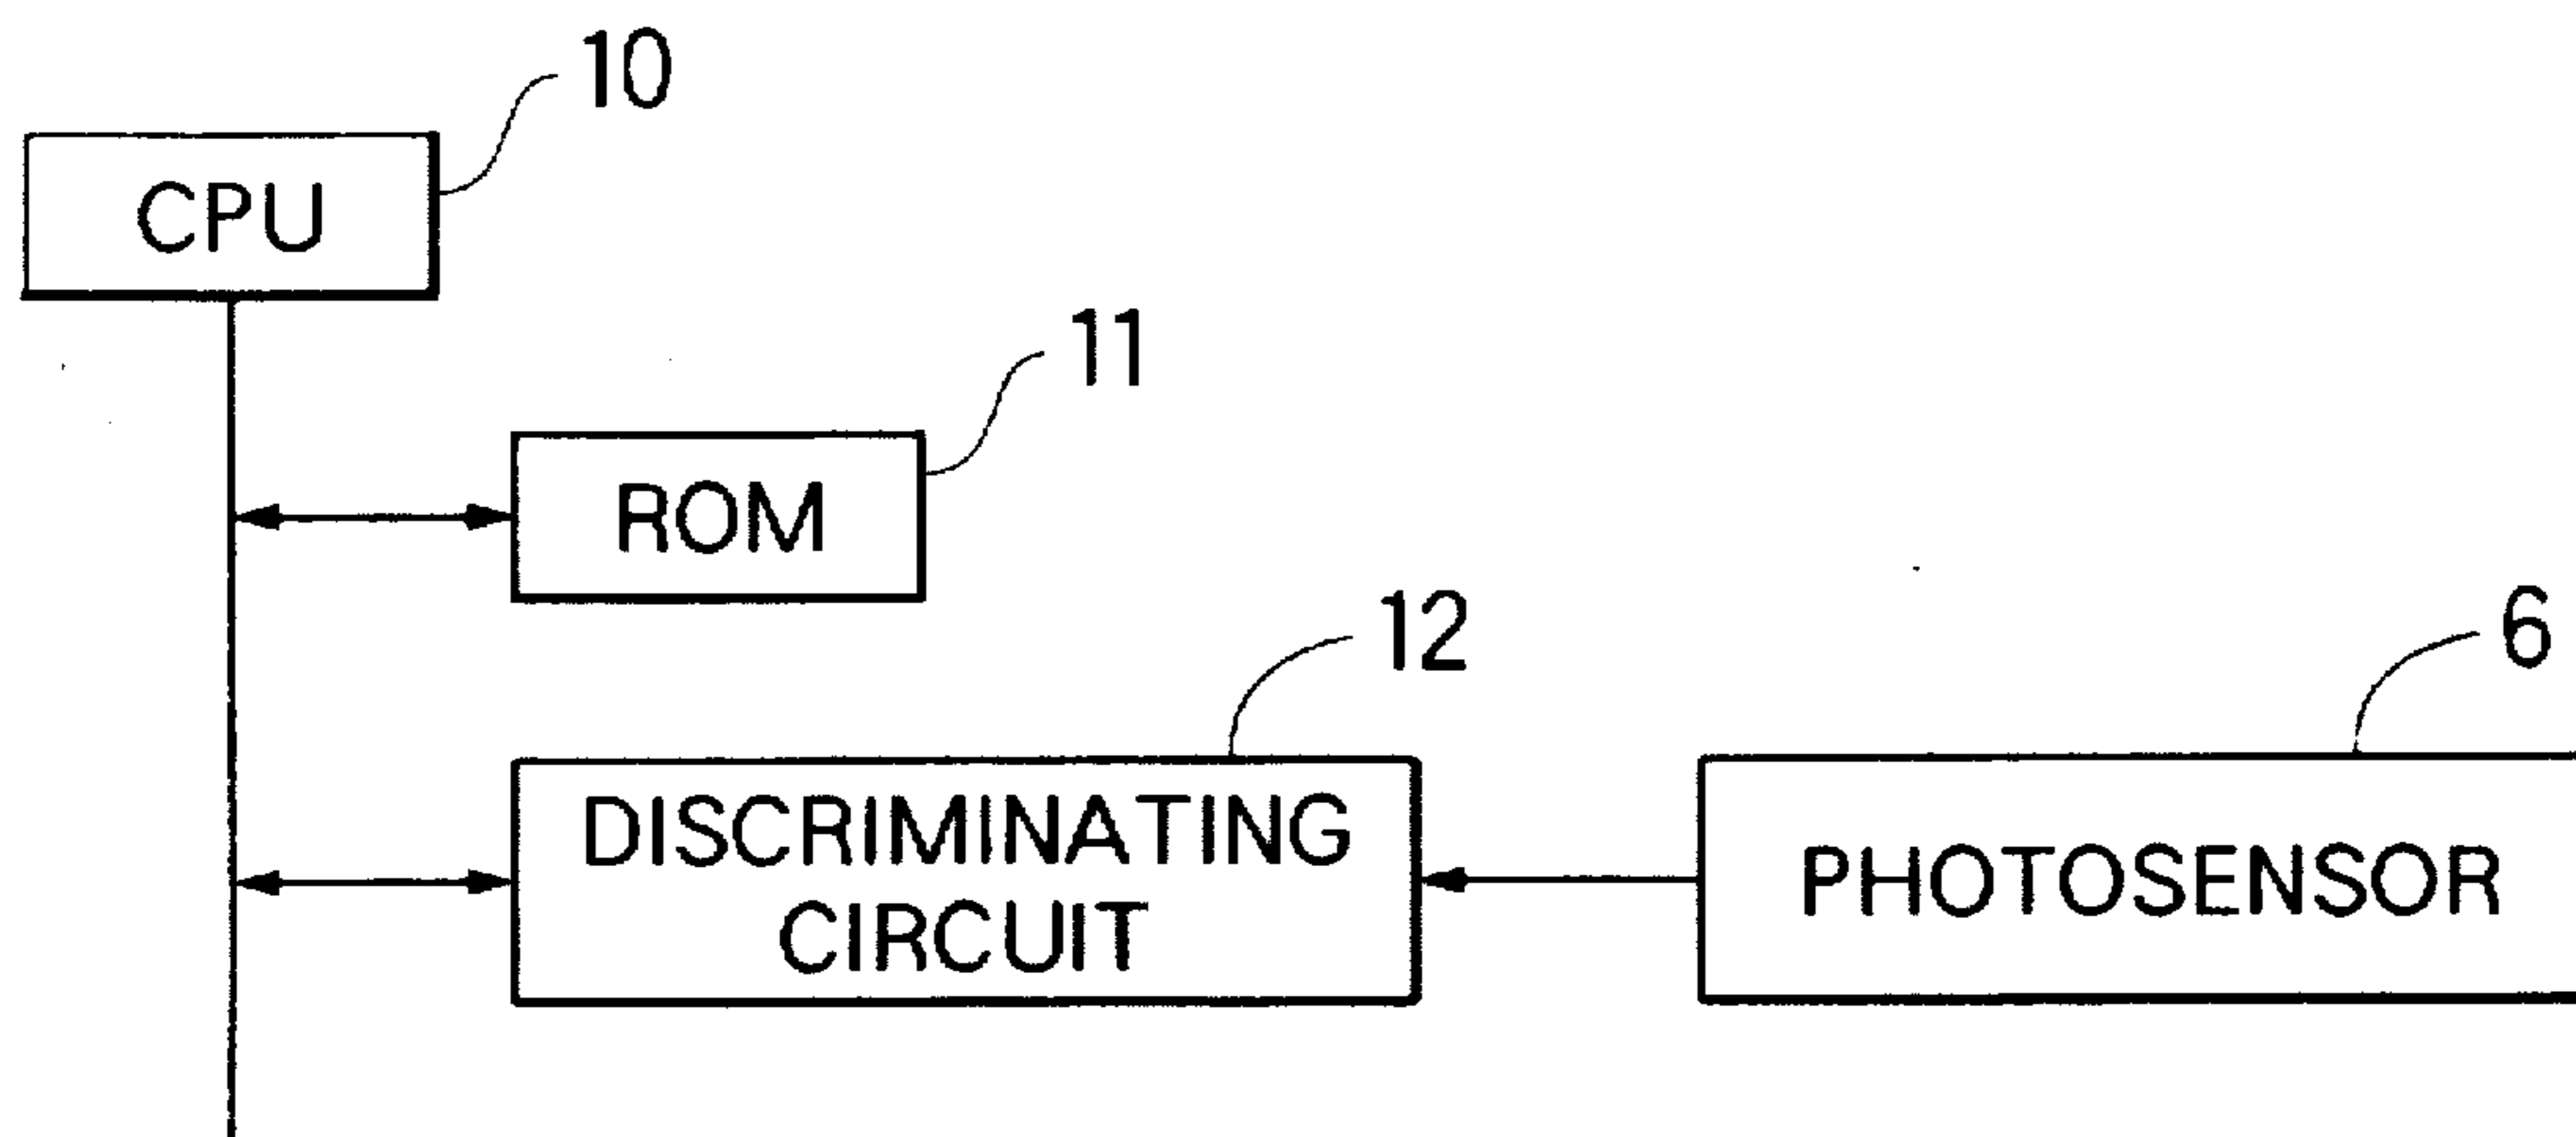 10
CPU
11
ROM
12
6
DISCRIMINATING
CIRCUIT
PHOTOSENSOR